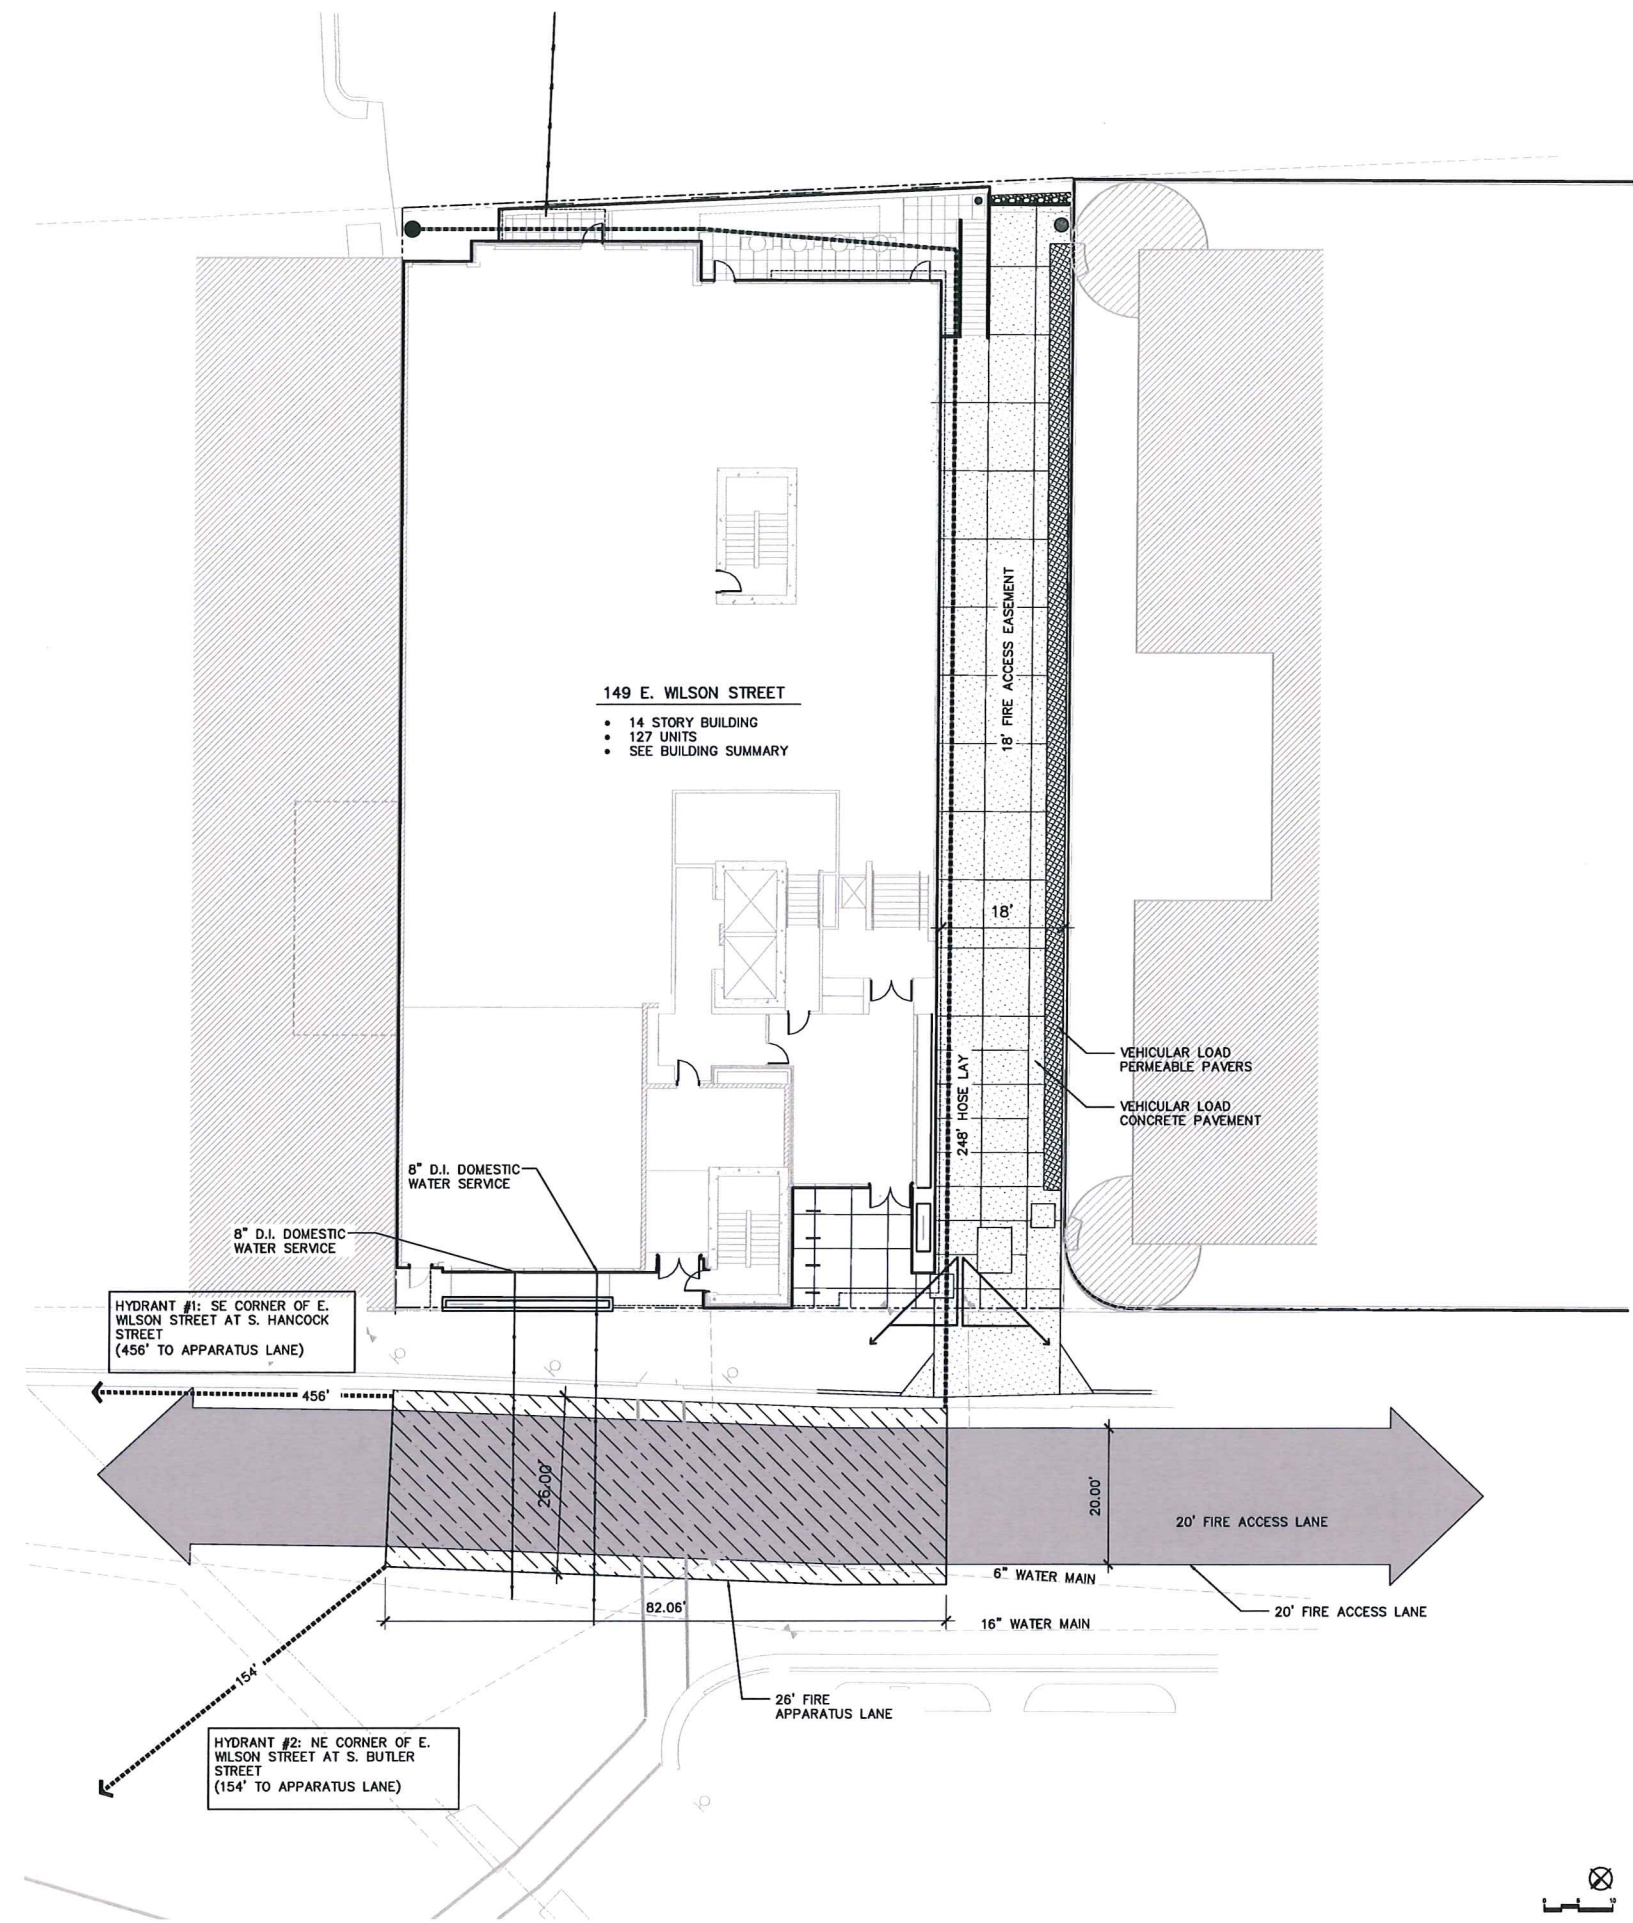 149 E. WILSON STREET
• 14 STORY BUILDING
• 127 UNITS
• SEE BUILDING SUMMARY
18' FIRE ACCESS EASEMENT
18'
VEHICULAR LOAD
PERMEABLE PAVERS
VEHICULAR LOAD
CONCRETE PAVEMENT
248' HOSE LAY
8" D.I. DOMESTIC
WATER SERVICE
8" D.I. DOMESTIC
WATER SERVICE
HYDRANT #1: SE CORNER OF E.
WILSON STREET AT S. HANCOCK
STREET
(456' TO APPARATUS LANE)
456'
26.00'
20.00'
20' FIRE ACCESS LANE
6" WATER MAIN
82.06'
16" WATER MAIN
20' FIRE ACCESS LANE
154'
26' FIRE
APPARATUS LANE
HYDRANT #2: NE CORNER OF E.
WILSON STREET AT S. BUTLER
STREET
(154' TO APPARATUS LANE)
0 5 10